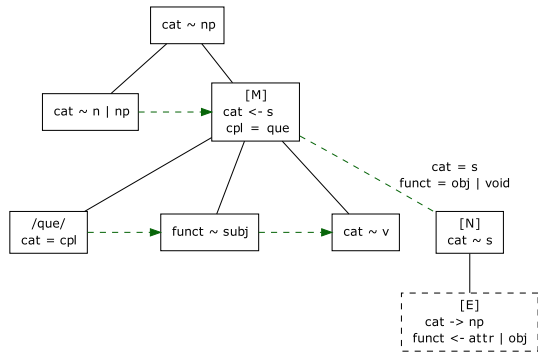 cat ~ np
cat ~ n | np
[M]
cat <- s
cpl = que
cat = s
funct = obj | void
/que/
cat = cpl
funct ~ subj
cat ~ v
[N]
cat ~ s
[E]
cat -> np
funct <- attr | obj